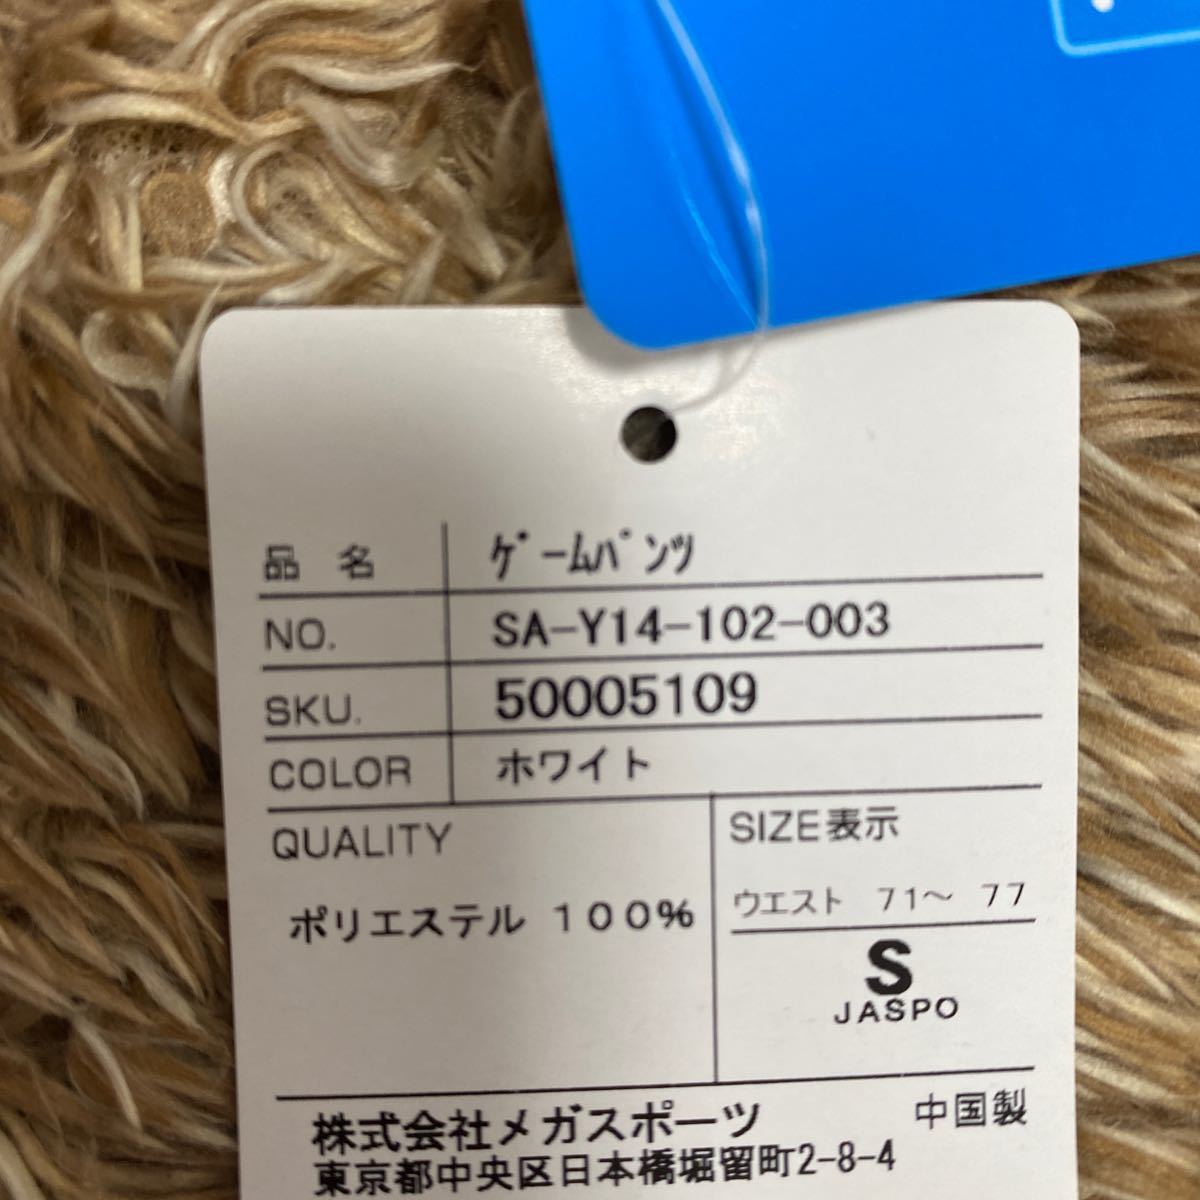 品 名 ｹﾞｰﾑﾊﾟﾝﾂ
NO. SA-Y14-102-003
SKU. 50005109
COLOR ホワイト
QUALITY
ポリエステル 100%
SIZE表示
ウエスト 71〜 77
S
JASPO
中国製
株式会社メガスポーツ
東京都中央区日本橋堀留町2-8-4